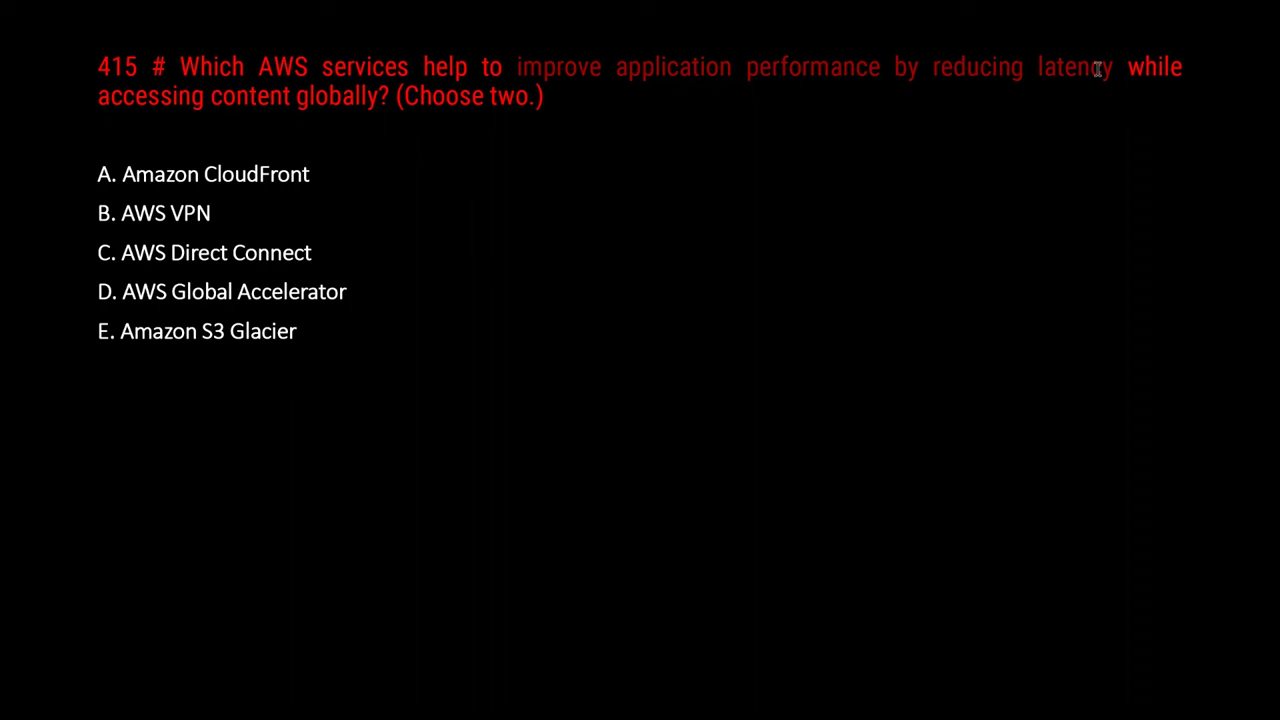 415 # Which AWS services help to improve application performance by reducing latency while
accessing content globally? (Choose two.)
A. Amazon CloudFront
B. AWS VPN
C. AWS Direct Connect
D. AWS Global Accelerator
E. Amazon S3 Glacier